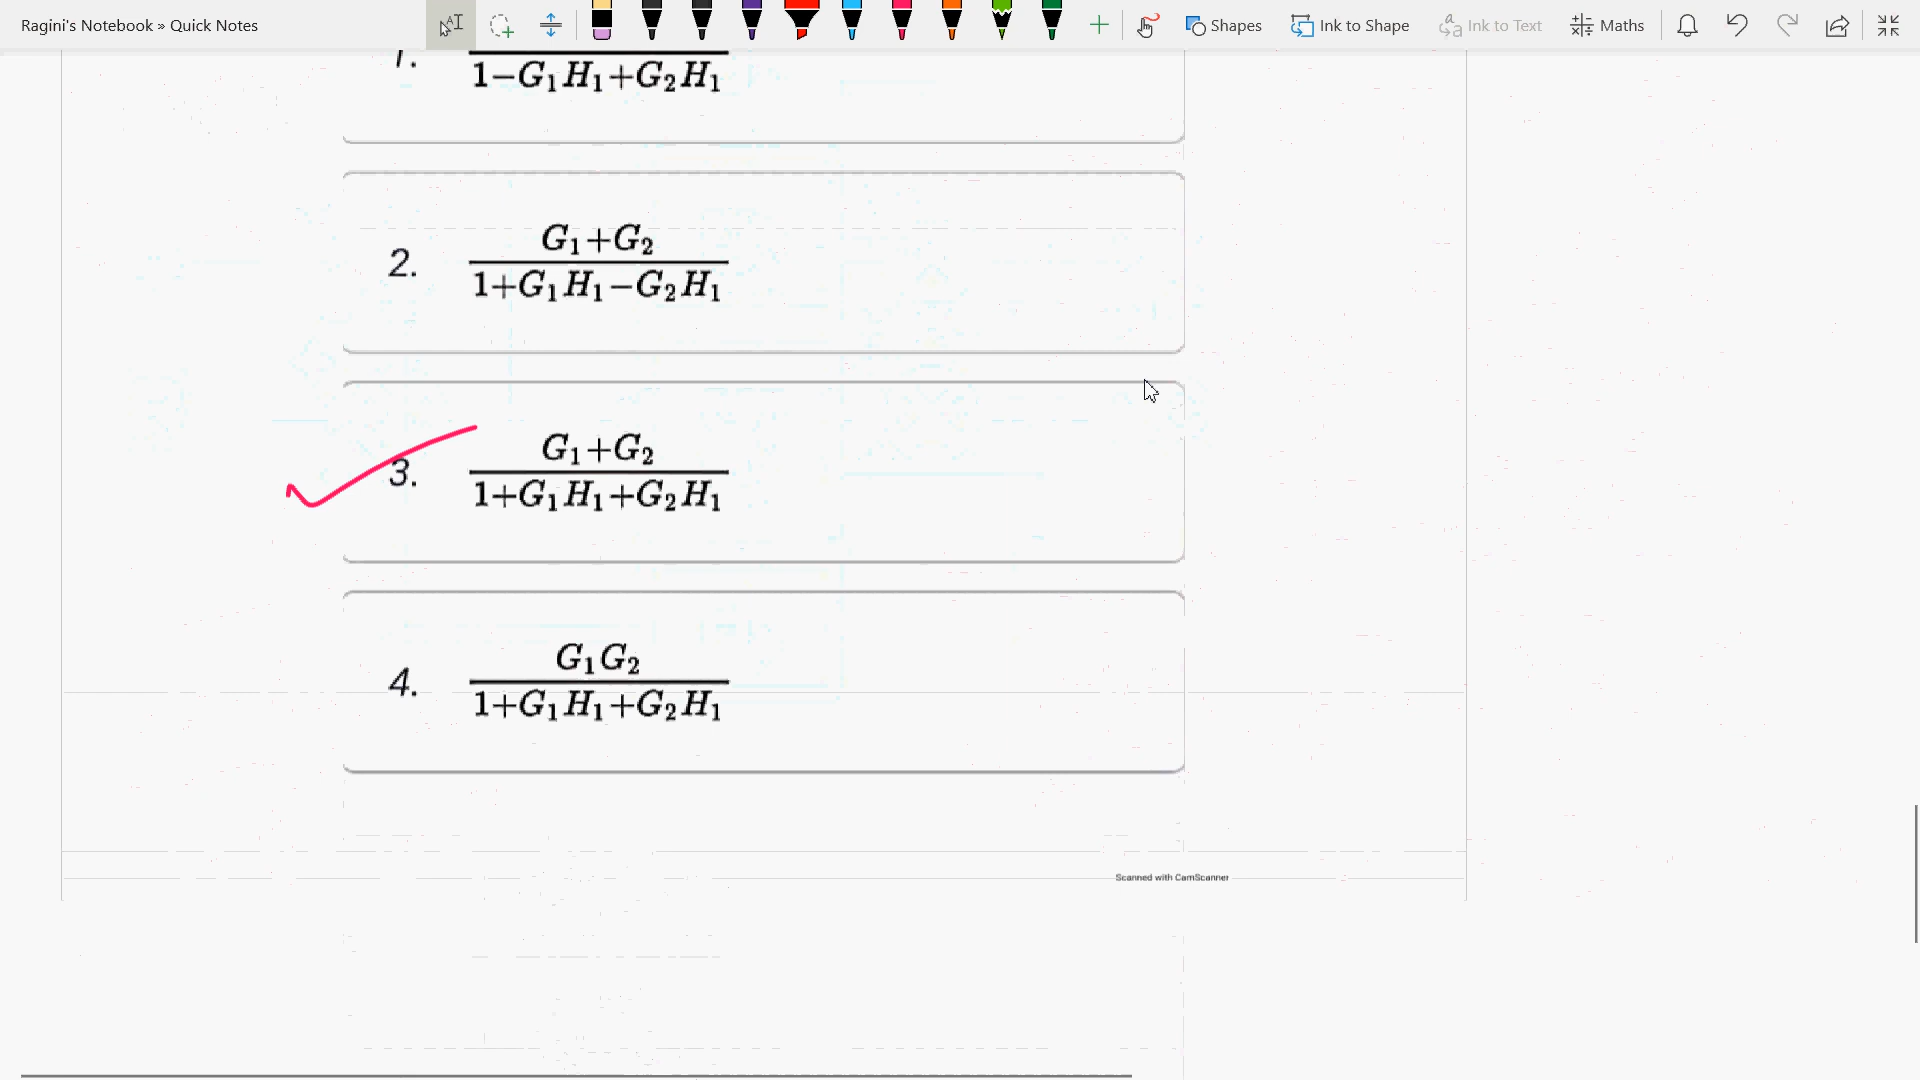 Ragini's Notebook » Quick Notes
Shapes
Ink to Shape
Ink to Text
Maths
1.
1−G₁H₁+G₂H₁
2.
G₁+G₂
1+G₁H₁−G₂H₁
3.
G₁+G₂
1+G₁H₁+G₂H₁
4.
G₁G₂
1+G₁H₁+G₂H₁
Scanned with CamScanner